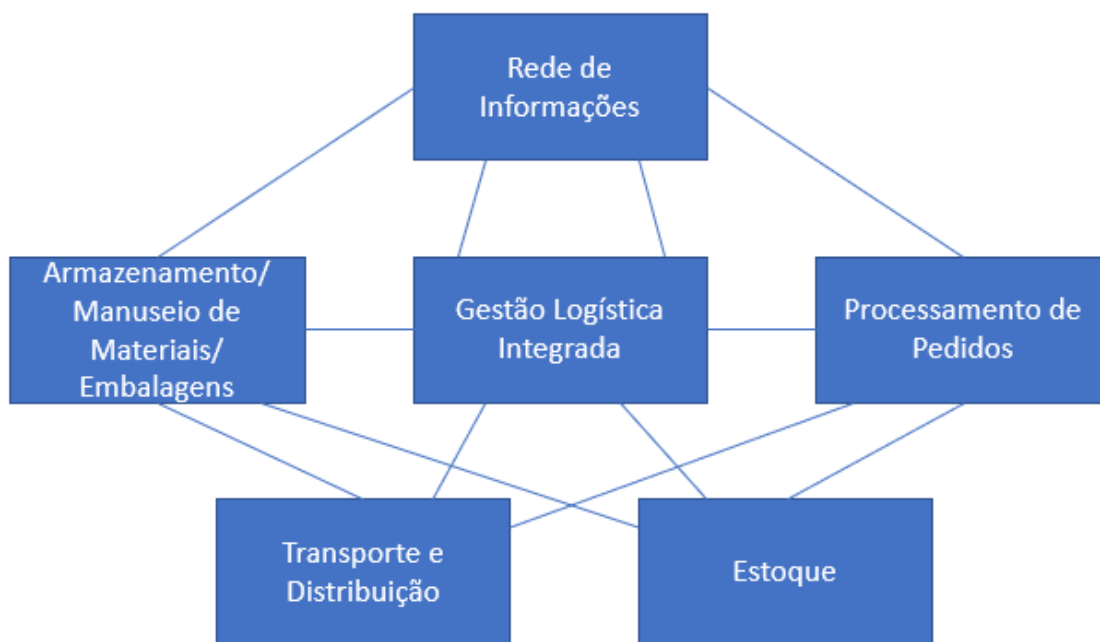 Rede de
Informações
Armazenamento/
Manuseio de
Materiais/
Embalagens
Gestão Logística
Integrada
Processamento de
Pedidos
Transporte e
Distribuição
Estoque